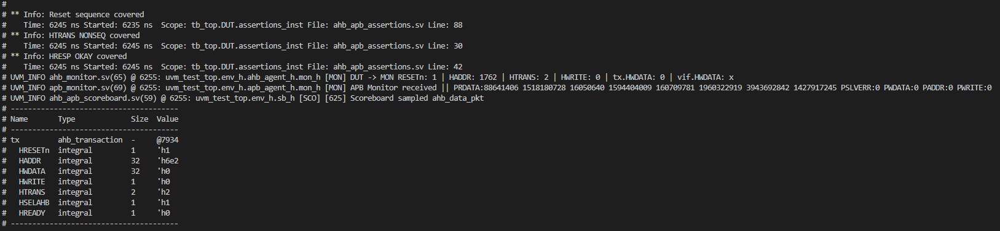 #
# ** Info: Reset sequence covered
#    Time: 6245 ns Started: 6235 ns  Scope: tb_top.DUT.assertions_inst File: ahb_apb_assertions.sv Line: 88
# ** Info: HTRANS NONSEQ covered
#    Time: 6245 ns Started: 6245 ns  Scope: tb_top.DUT.assertions_inst File: ahb_apb_assertions.sv Line: 30
# ** Info: HRESP OKAY covered
#    Time: 6245 ns Started: 6245 ns  Scope: tb_top.DUT.assertions_inst File: ahb_apb_assertions.sv Line: 42
# UVM_INFO ahb_monitor.sv(65) @ 6255: uvm_test_top.env_h.ahb_agent_h.mon_h [MON] DUT -> MON RESETn: 1 | HADDR: 1762 | HTRANS: 2 | HWRITE: 0 | tx.HWDATA: 0 | vif.HWDATA: x
# UVM_INFO apb_monitor.sv(69) @ 6255: uvm_test_top.env_h.apb_agent_h.mon_h [MON] APB Monitor received || PRDATA:88641406 1518180728 16050640 1594404009 160709781 1960322919 3943692842 1427917245 PSLVERR:0 PWDATA:0 PADDR:0 PWRITE:0
# UVM_INFO ahb_apb_scoreboard.sv(59) @ 6255: uvm_test_top.env_h.sb_h [SCO] [625] Scoreboard sampled ahb_data_pkt
# ---------------------------------------
# Name       Type             Size  Value
# ---------------------------------------
# tx         ahb_transaction  -     @7934
#   HRESETn  integral         1     'h1
#   HADDR    integral         32    'h6e2
#   HWDATA   integral         32    'h0
#   HWRITE   integral         1     'h0
#   HTRANS   integral         2     'h2
#   HSELAHB  integral         1     'h1
#   HREADY   integral         1     'h0
# ---------------------------------------